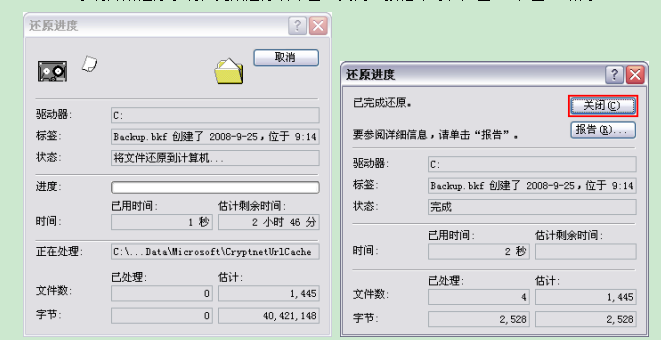 还原进度
取消
驱动器: C:
标签: Backup.bkf 创建了 2008-9-25，位于 9:14
状态: 将文件还原到计算机...
进度:
已用时间: 估计剩余时间:
时间: 1 秒 2 小时 46 分
正在处理: C:\...Data\Microsoft\CryptnetUrlCache
已处理: 估计:
文件数: 0 1,445
字节: 0 40,421,148
还原进度
已完成还原。
关闭(C)
要参阅详细信息，请单击“报告”。
报告(R)...
驱动器: C:
标签: Backup.bkf 创建了 2008-9-25，位于 9:14
状态: 完成
已用时间: 估计剩余时间:
时间: 2 秒
已处理: 估计:
文件数: 4 1,445
字节: 2,528 2,528